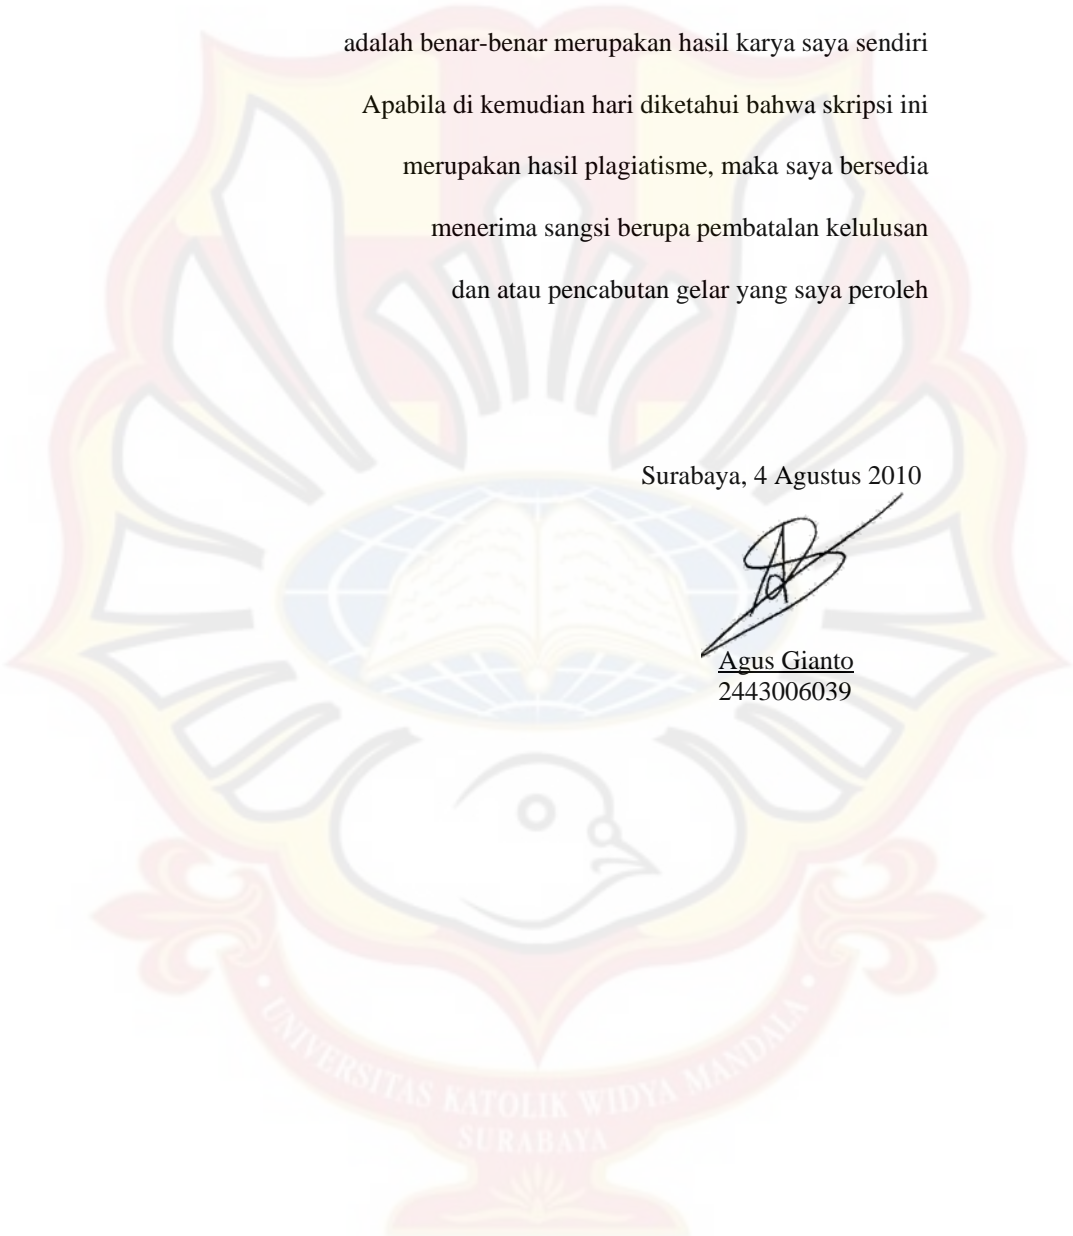 adalah benar-benar merupakan hasil karya saya sendiri
Apabila di kemudian hari diketahui bahwa skripsi ini
merupakan hasil plagiatisme, maka saya bersedia
menerima sangsi berupa pembatalan kelulusan
dan atau pencabutan gelar yang saya peroleh
Surabaya, 4 Agustus 2010
Agus Gianto
2443006039
UNIVERSITAS KATOLIK WIDYA MANDALA
SURABAYA